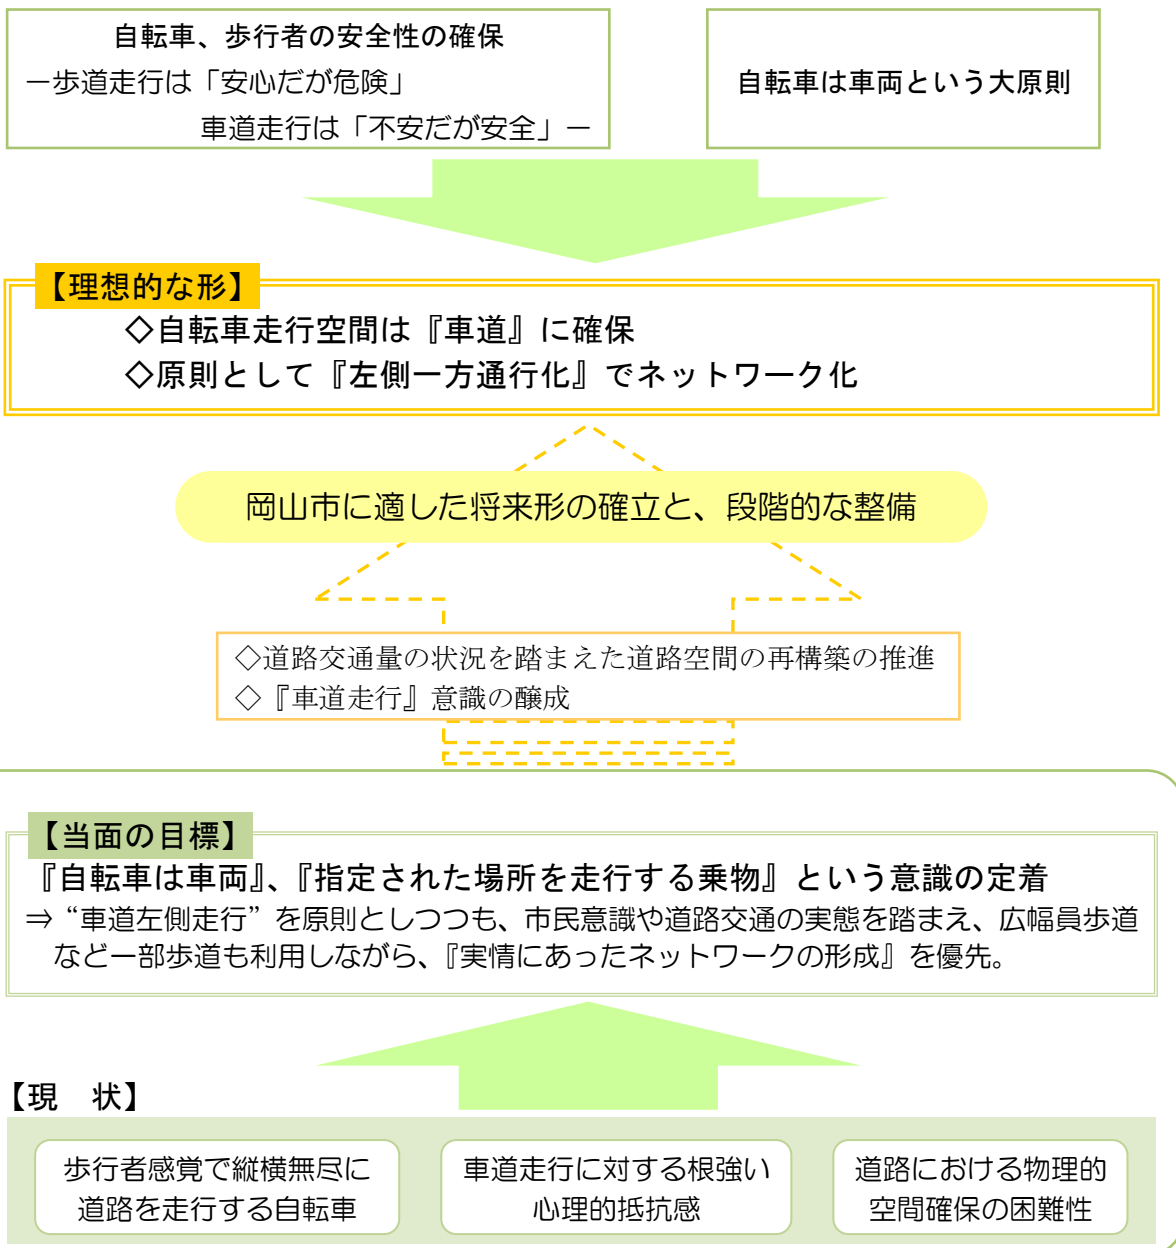 自転車、歩行者の安全性の確保
－歩道走行は「安心だが危険」
車道走行は「不安だが安全」－
自転車は車両という大原則
【理想的な形】
◇自転車走行空間は『車道』に確保
◇原則として『左側一方通行化』でネットワーク化
岡山市に適した将来形の確立と、段階的な整備
◇道路交通量の状況を踏まえた道路空間の再構築の推進
◇『車道走行』意識の醸成
【当面の目標】
『自転車は車両』、『指定された場所を走行する乗物』という意識の定着
⇒“車道左側走行”を原則としつつも、市民意識や道路交通の実態を踏まえ、広幅員歩道
など一部歩道も利用しながら、『実情にあったネットワークの形成』を優先。
【現　状】
歩行者感覚で縦横無尽に
道路を走行する自転車
車道走行に対する根強い
心理的抵抗感
道路における物理的
空間確保の困難性